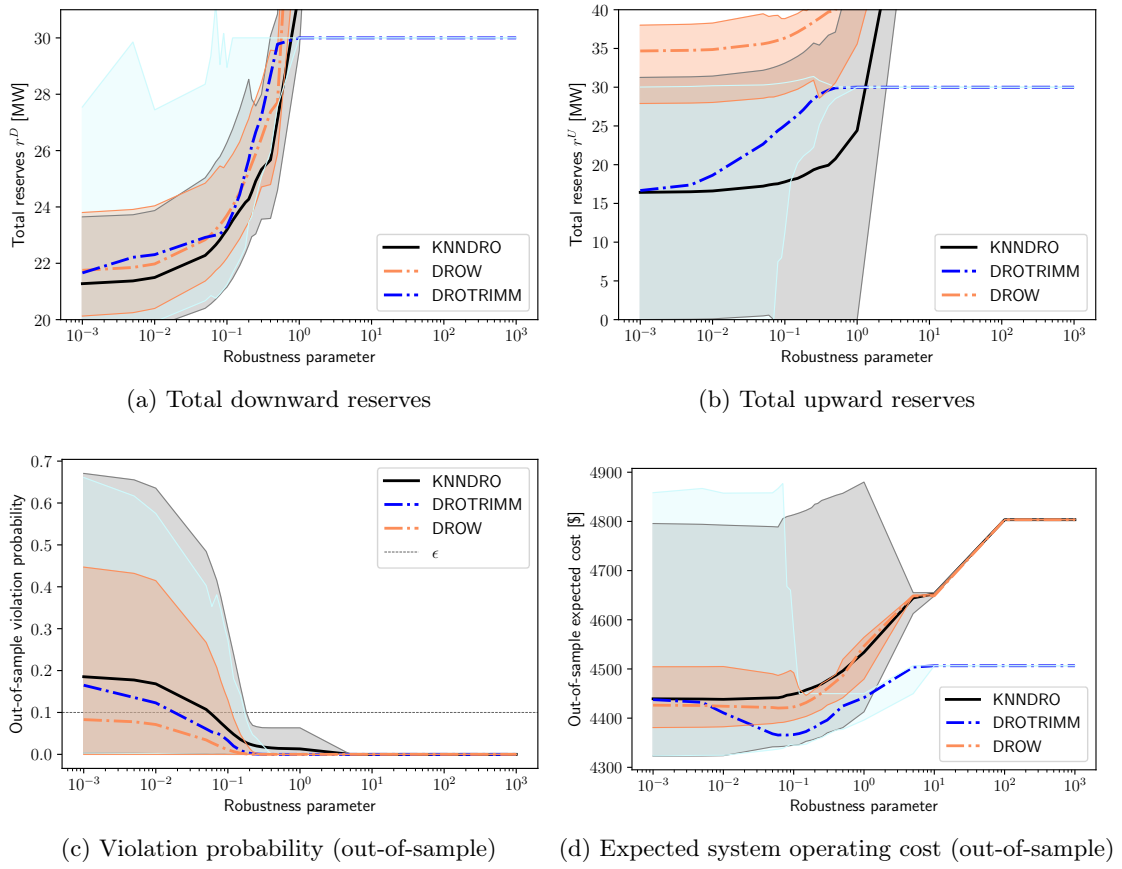 Total reserves r^D [MW]
30
28
26
24
22
20
10^−3
10^−2
10^−1
10^0
10^1
10^2
10^3
Robustness parameter
KNNDRO
DROW
DROTRIMM
(a) Total downward reserves
Total reserves r^U [MW]
40
35
30
25
20
15
10
5
0
10^−3
10^−2
10^−1
10^0
10^1
10^2
10^3
Robustness parameter
KNNDRO
DROTRIMM
DROW
(b) Total upward reserves
Out-of-sample violation probability
0.7
0.6
0.5
0.4
0.3
0.2
0.1
0.0
10^−3
10^−2
10^−1
10^0
10^1
10^2
10^3
Robustness parameter
KNNDRO
DROTRIMM
DROW
ϵ
(c) Violation probability (out-of-sample)
Out-of-sample expected cost [$]
4900
4800
4700
4600
4500
4400
4300
10^−3
10^−2
10^−1
10^0
10^1
10^2
10^3
Robustness parameter
KNNDRO
DROTRIMM
DROW
(d) Expected system operating cost (out-of-sample)